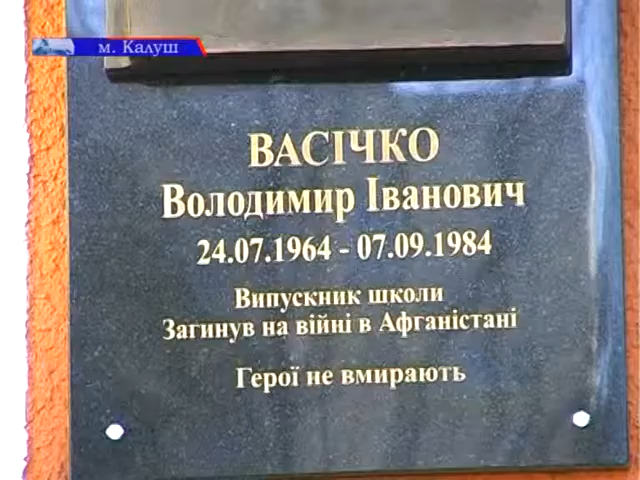 м. Калуш
ВАСІЧКО
Володимир Іванович
24.07.1964 - 07.09.1984
Випускник школи
Загинув на війні в Афганістані
Герої не вмирають